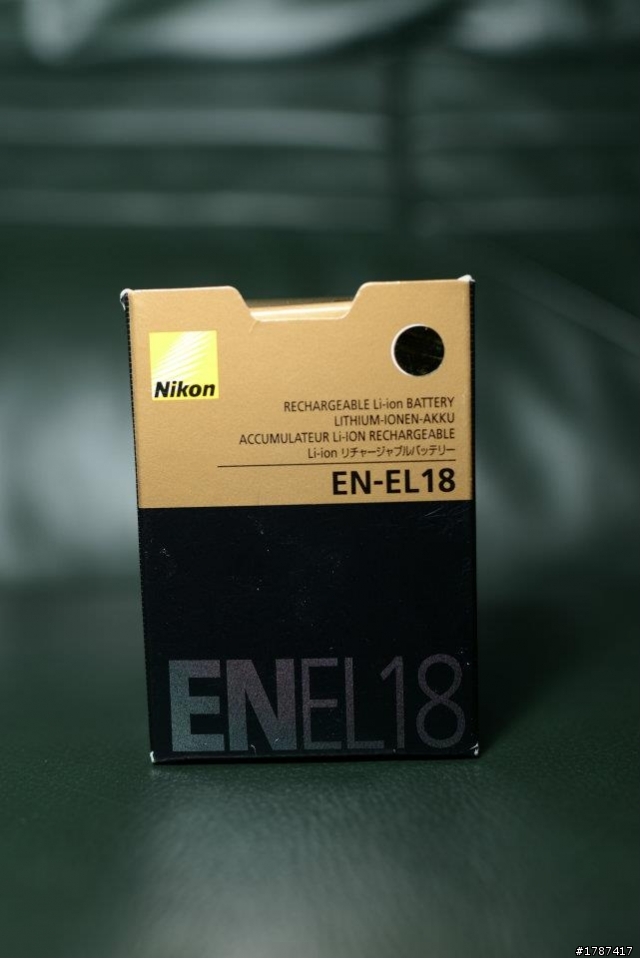 Nikon
RECHARGEABLE Li-ion BATTERY
LITHIUM-IONEN-AKKU
ACCUMULATEUR Li-ION RECHARGEABLE
Li-ion リチャージャブルバッテリー
EN-EL18
ENEL18
#1787417